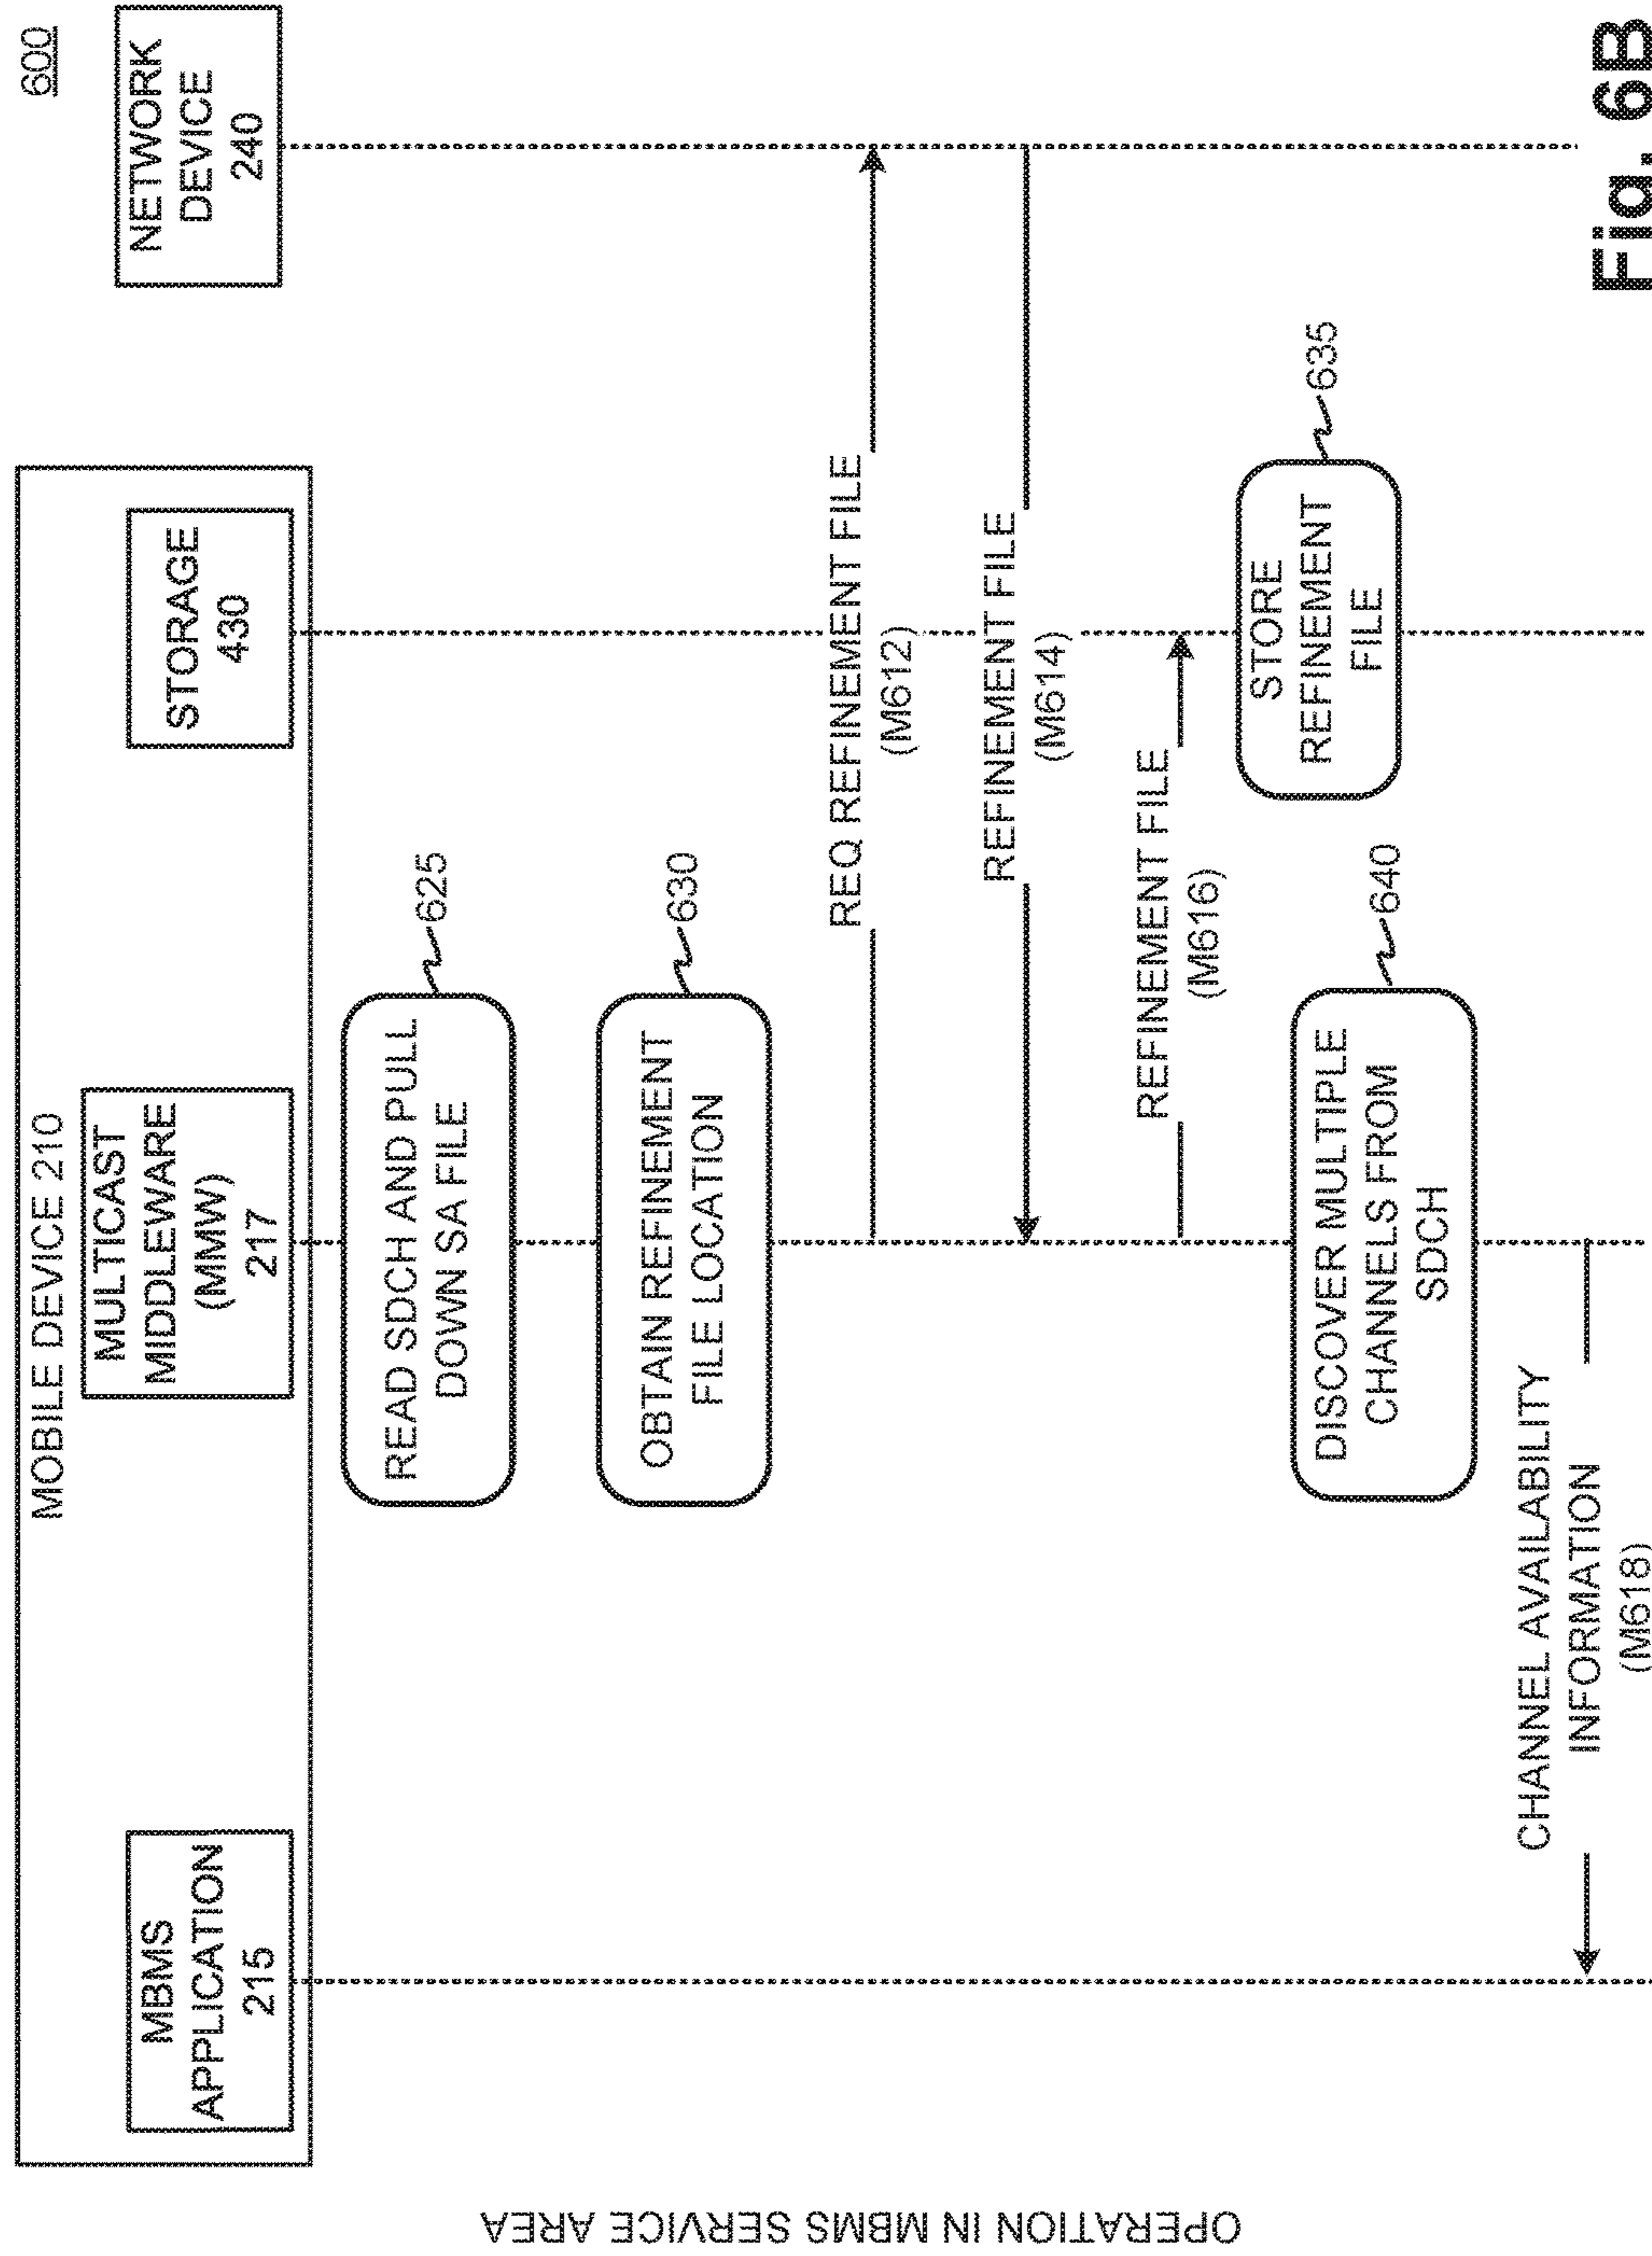 600
MOBILE DEVICE 210
MBMS
APPLICATION
215
MULTICAST
MIDDLEWARE
(MMW)
217
STORAGE
430
NETWORK
DEVICE
240
OPERATION IN MBMS SERVICE AREA
READ SDCH AND PULL
DOWN SA FILE
625
OBTAIN REFINEMENT
FILE LOCATION
630
REQ REFINEMENT FILE
(M612)
REFINEMENT FILE
(M614)
REFINEMENT FILE
(M616)
STORE
REFINEMENT
FILE
635
DISCOVER MULTIPLE
CHANNELS FROM
SDCH
640
CHANNEL AVAILABILITY
INFORMATION
(M618)
Fig. 6B